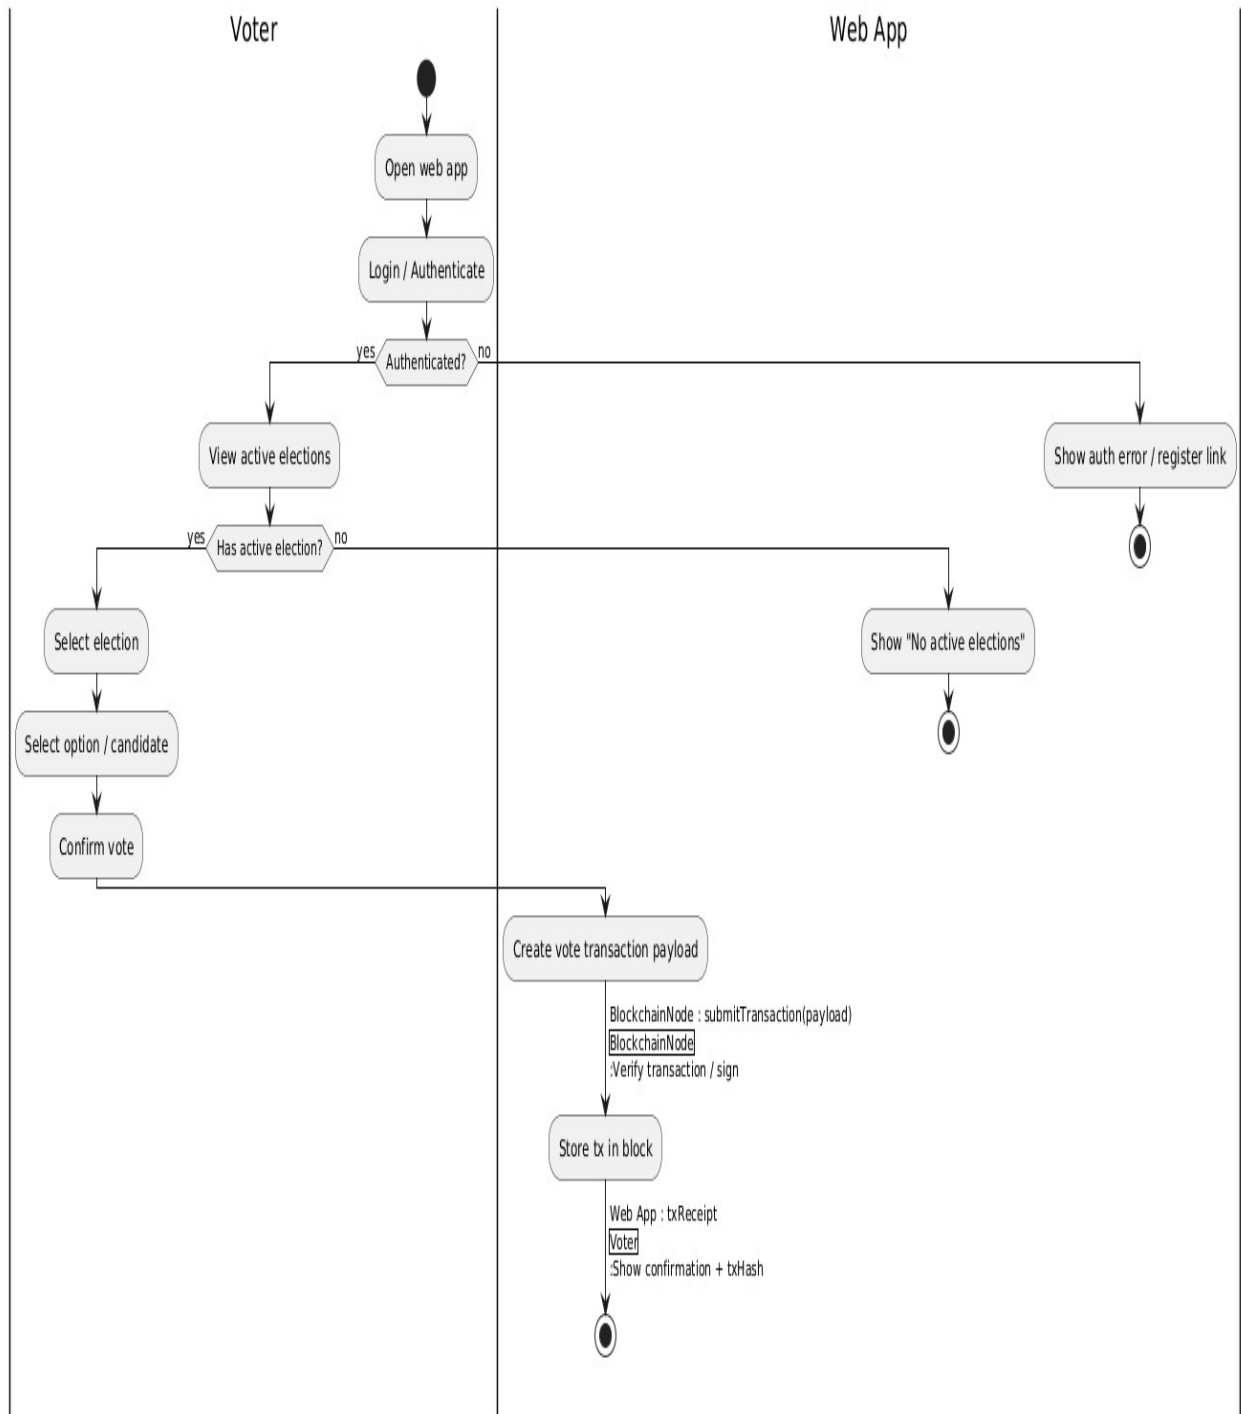 Voter
Web App
Open web app
Login / Authenticate
yes
Authenticated?
no
View active elections
Show auth error / register link
yes
Has active election?
no
Select election
Show "No active elections"
Select option / candidate
Confirm vote
Create vote transaction payload
BlockchainNode : submitTransaction(payload)
BlockchainNode
:Verify transaction / sign
Store tx in block
Web App : txReceipt
Voter
:Show confirmation + txHash